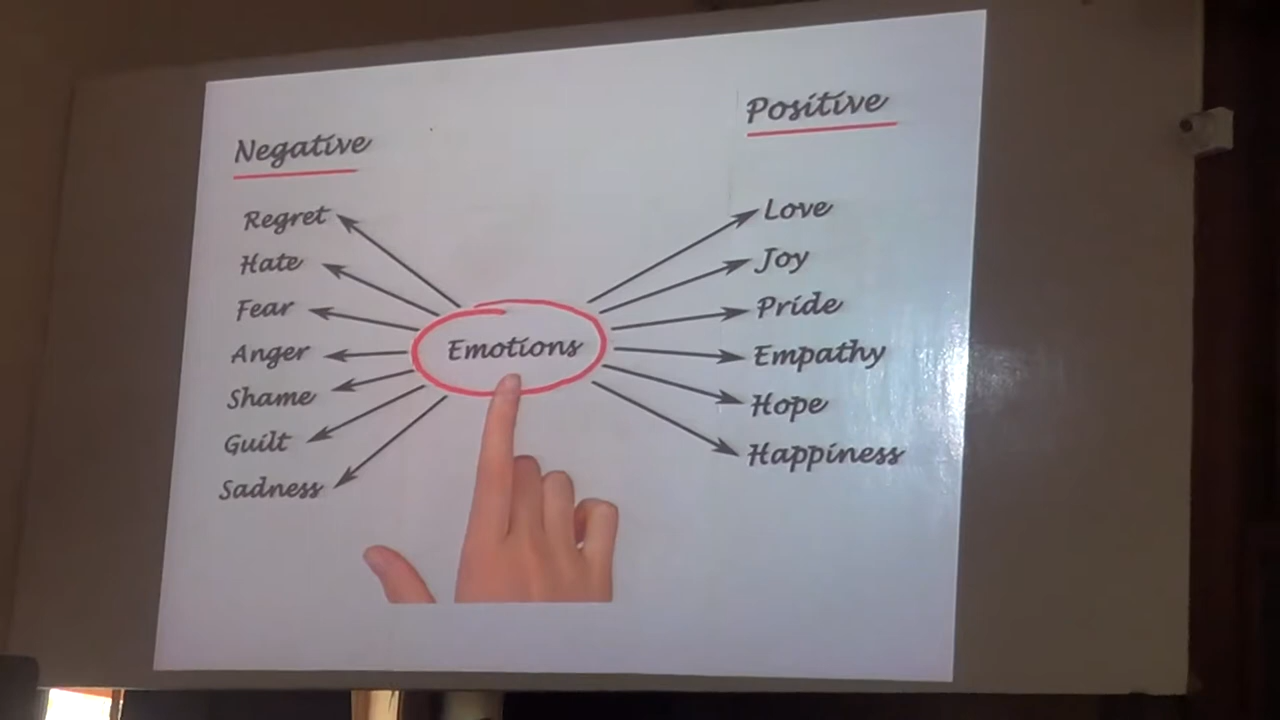 Negative
Regret
Hate
Fear
Anger
Shame
Guilt
Sadness
Emotions
Positive
Love
Joy
Pride
Empathy
Hope
Happiness